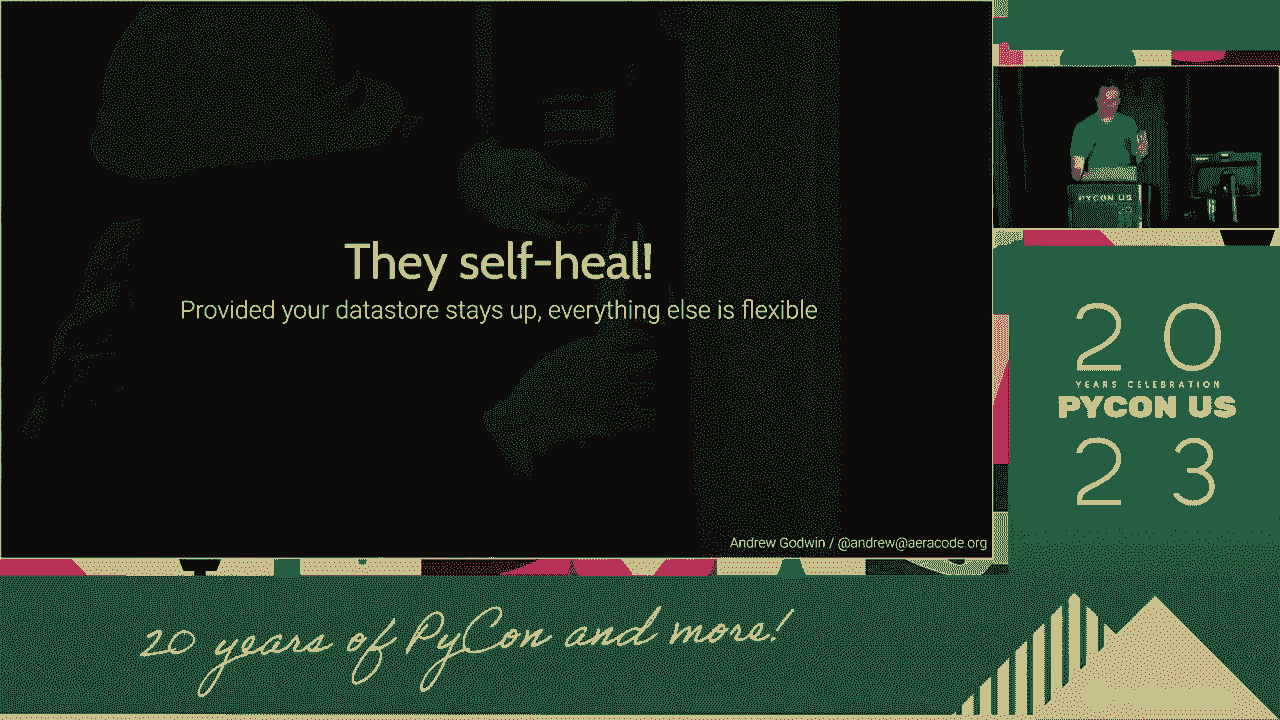 They self-heal!
Provided your datastore stays up, everything else is flexible
Andrew Godwin / @andrew@aeracode.org
PYCON US
20
YEARS CELEBRATION
PYCON US
23
20 years of PyCon and more!